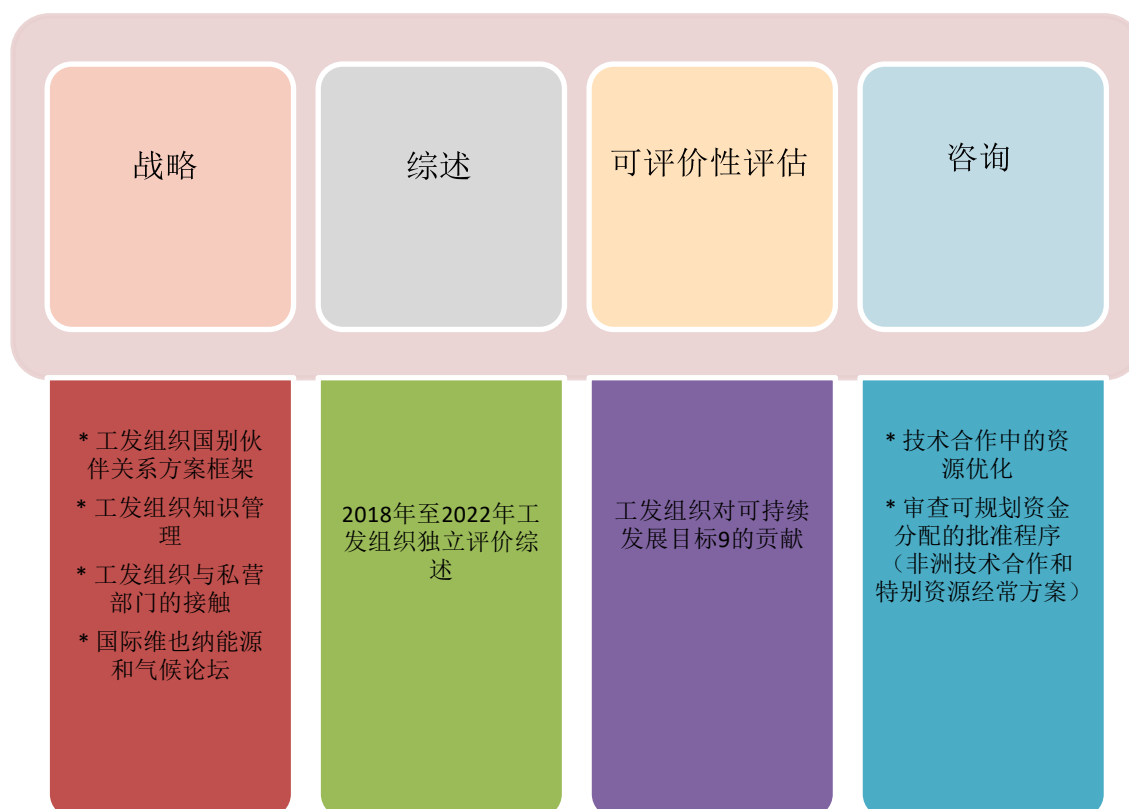 战略
综述
可评价性评估
咨询
* 工发组织国别伙
伴关系方案框架
* 工发组织知识管
理
* 工发组织与私营
部门的接触
* 国际维也纳能源
和气候论坛
2018年至2022年工
发组织独立评价综
述
工发组织对可持续
发展目标9的贡献
* 技术合作中的资
源优化
* 审查可规划资金
分配的批准程序
（非洲技术合作和
特别资源经常方案）